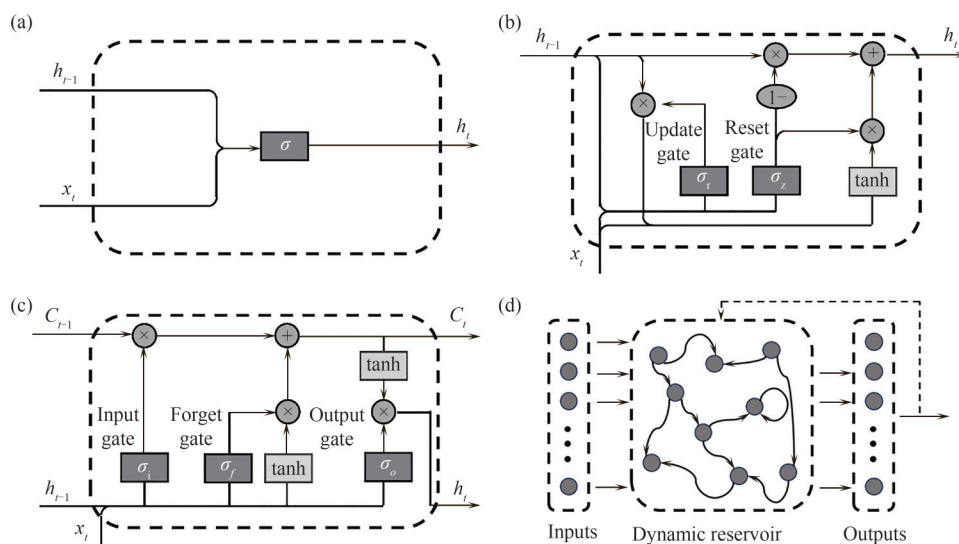 (a)
h_{t−1}
σ
h_t
x_t
(b)
h_{t−1}
×
+
h_t
1−
×
×
Update
gate
Reset
gate
σ_r
σ_z
tanh
x_t
(c)
C_{t−1}
×
+
C_t
tanh
Input
gate
Forget
gate
×
Output
gate
×
σ_i
σ_f
tanh
σ_o
h_{t−1}
h_t
x_t
(d)
Inputs
Dynamic reservoir
Outputs